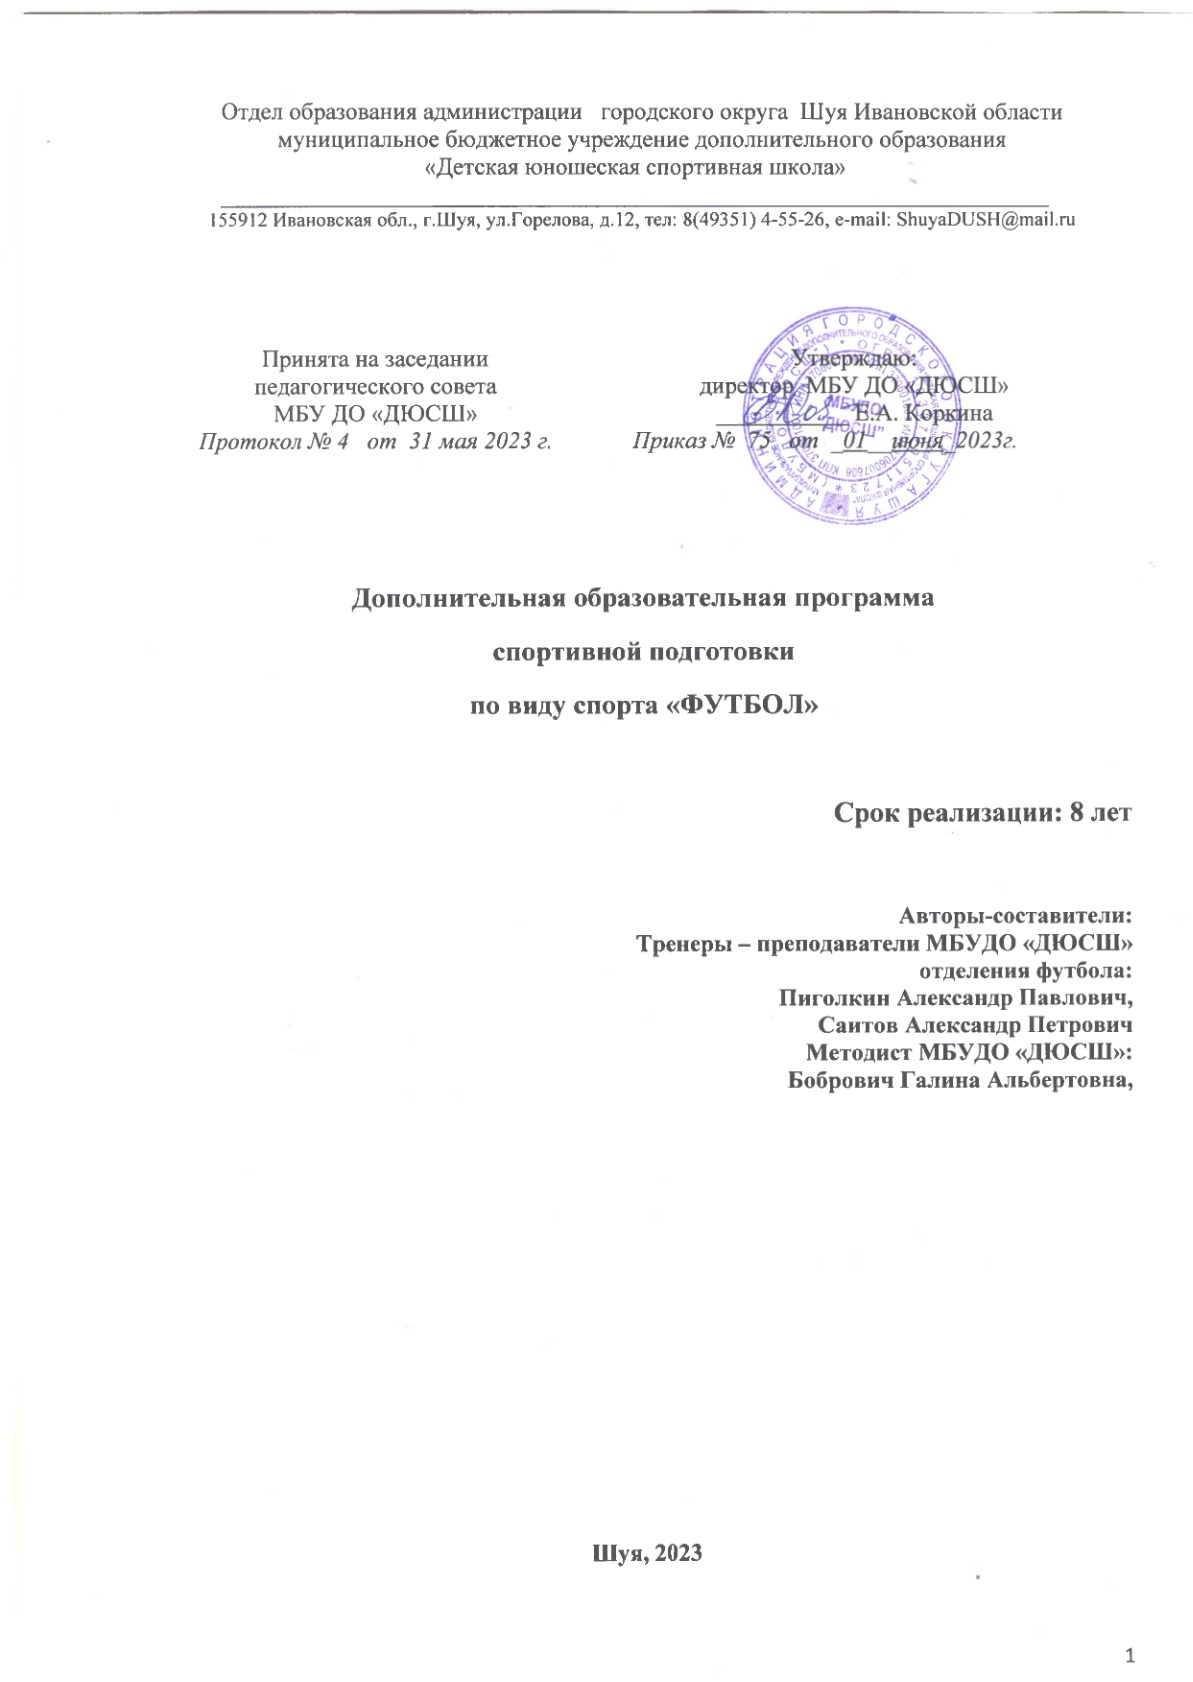 Отдел образования администрации городского округа Шуя Ивановской области
муниципальное бюджетное учреждение дополнительного образования
«Детская юношеская спортивная школа»
155912 Ивановская обл., г.Шуя, ул.Горелова, д.12, тел: 8(49351) 4-55-26, e-mail: ShuyaDUSH@mail.ru
Принята на заседании
педагогического совета
МБУ ДО «ДЮСШ»
Протокол № 4 от 31 мая 2023 г.
Утверждаю:
директор МБУ ДО «ДЮСШ»
Е.А. Коркина
Приказ № 75 от 01 июня 2023г.
МБУДО
"ДЮСШ"
Дополнительная образовательная программа
спортивной подготовки
по виду спорта «ФУТБОЛ»
Срок реализации: 8 лет
Авторы-составители:
Тренеры – преподаватели МБУДО «ДЮСШ»
отделения футбола:
Пиголкин Александр Павлович,
Саитов Александр Петрович
Методист МБУДО «ДЮСШ»:
Бобрович Галина Альбертовна,
Шуя, 2023
1